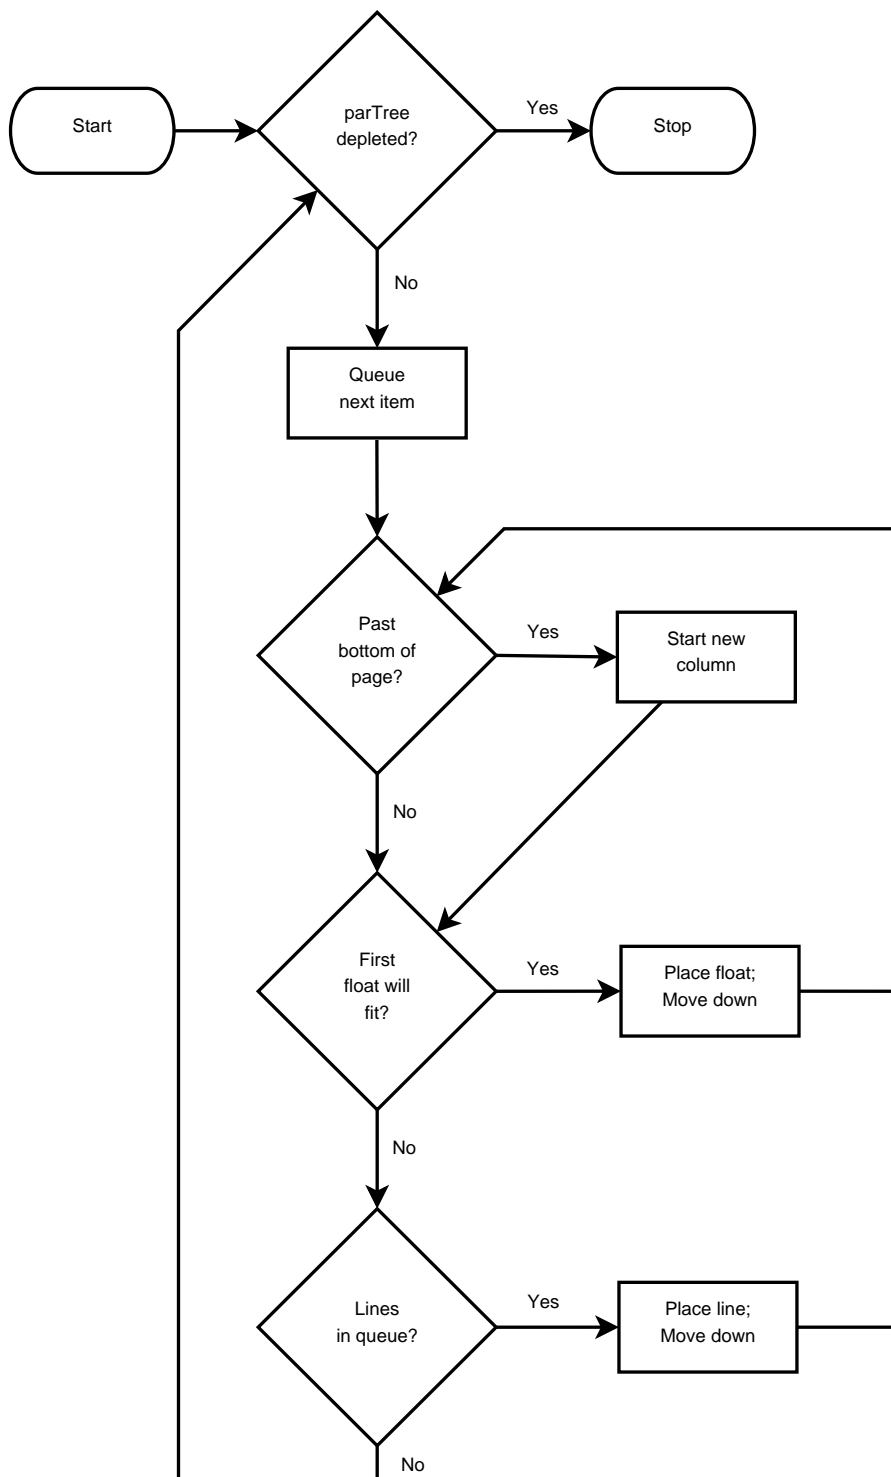 Start
parTree
depleted?
Yes
Stop
No
Queue
next item
Past
bottom of
page?
Yes
Start new
column
No
First
float will
fit?
Yes
Place float;
Move down
No
Lines
in queue?
Yes
Place line;
Move down
No